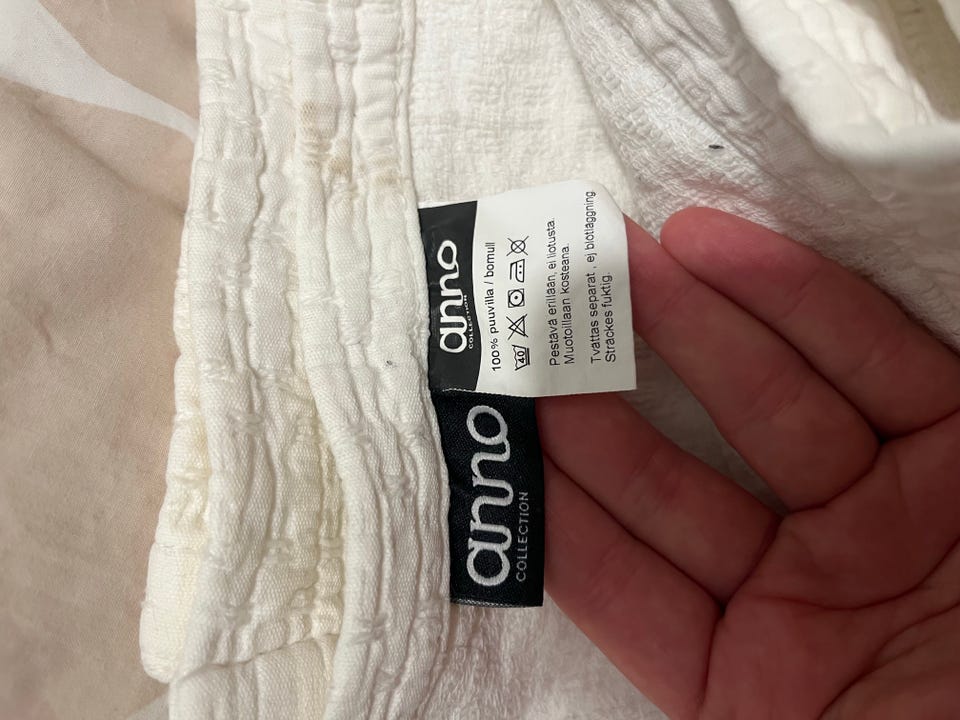 anno
COLLECTION
100% puuvilla / bomull
40
Pestävä erillään, ei liotusta.
Muotoillaan kosteana.
Tvättas separat , ej blötläggning
Sträckes fuktig.
anno
COLLECTION